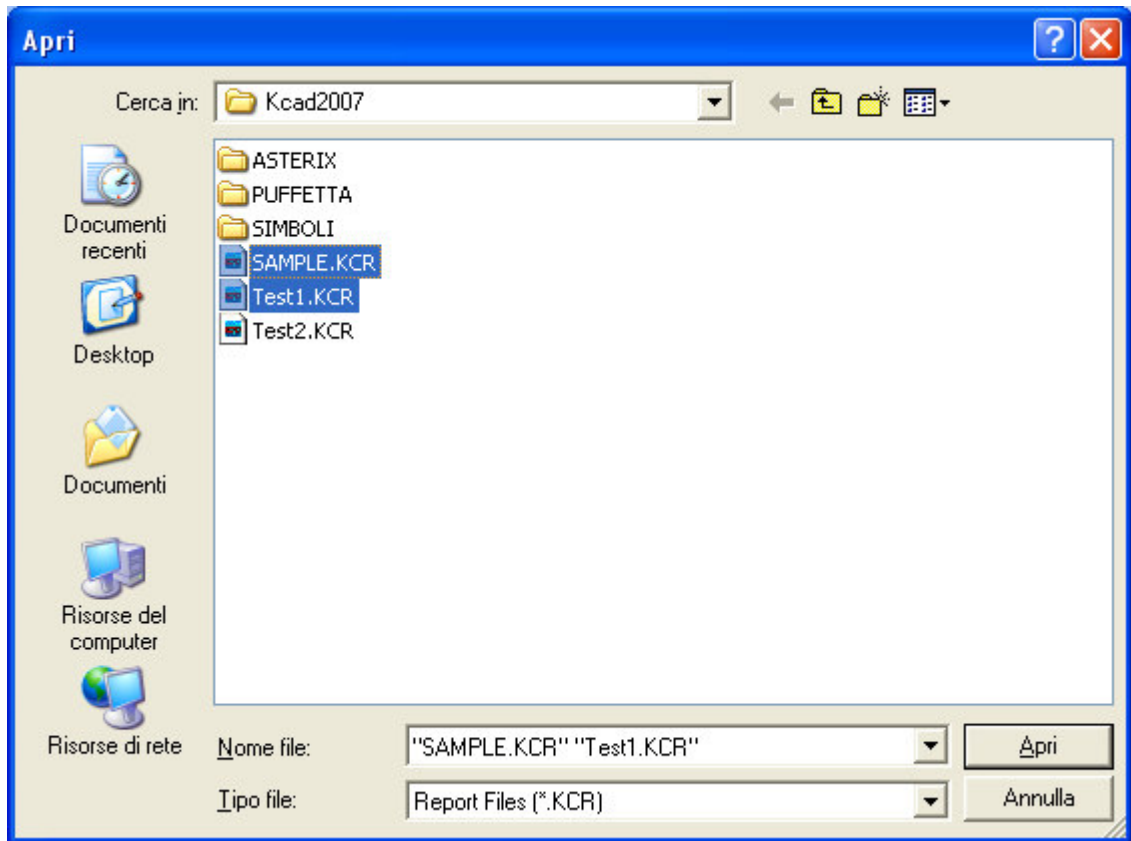 Apri
Cerca in:
Kcad2007
ASTERIX
PUFFETTA
SIMBOLI
SAMPLE.KCR
Test1.KCR
Test2.KCR
Documenti
recenti
Desktop
Documenti
Risorse del
computer
Risorse di rete
Nome file:
"SAMPLE.KCR" "Test1.KCR"
Apri
Tipo file:
Report Files (*.KCR)
Annulla